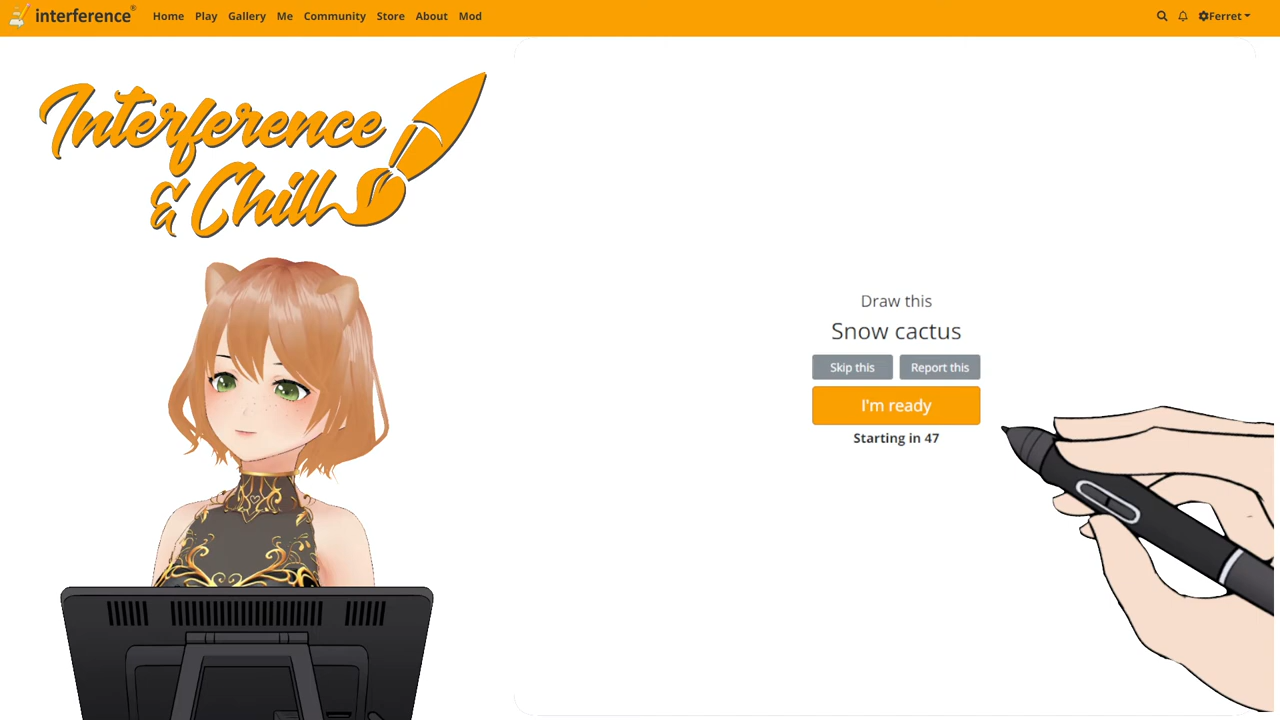 interference®
Home
Play
Gallery
Me
Community
Store
About
Mod
Ferret
Interference
& Chill
Draw this
Snow cactus
Skip this
Report this
I'm ready
Starting in 47